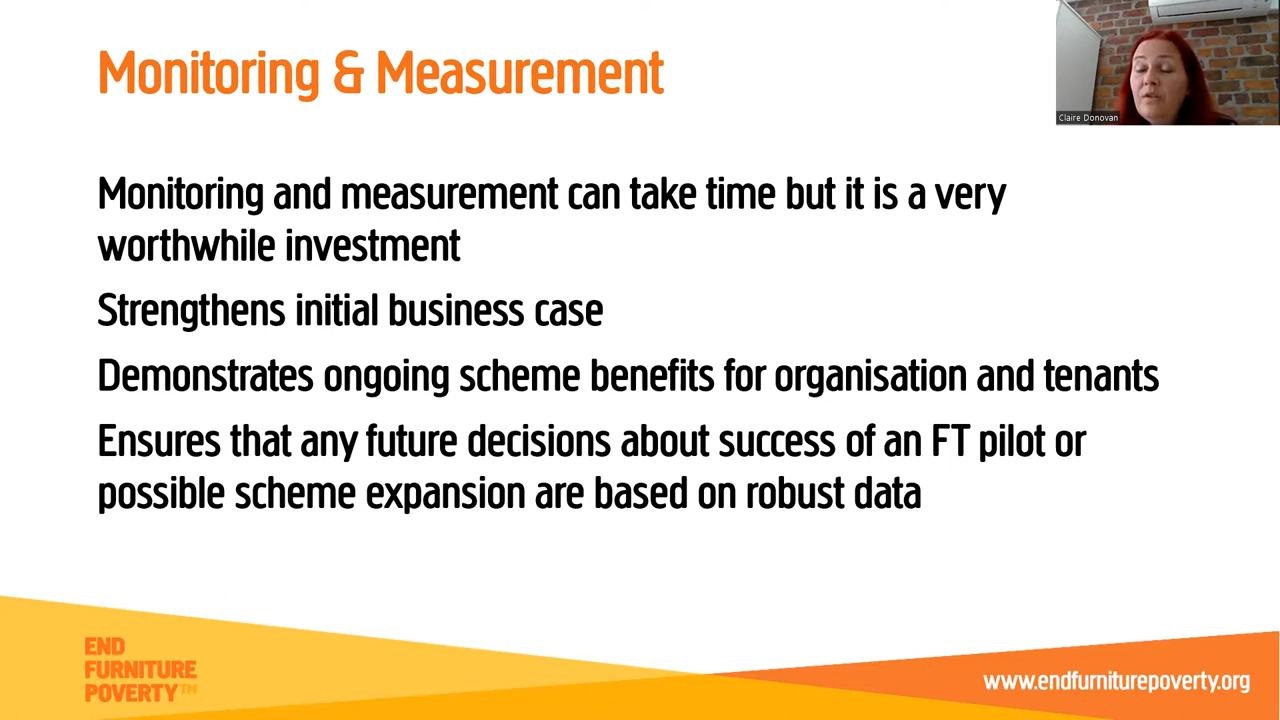 Monitoring & Measurement
Claire Donovan
Monitoring and measurement can take time but it is a very
worthwhile investment
Strengthens initial business case
Demonstrates ongoing scheme benefits for organisation and tenants
Ensures that any future decisions about success of an FT pilot or
possible scheme expansion are based on robust data
END
FURNITURE
POVERTY™
www.endfurniturepoverty.org